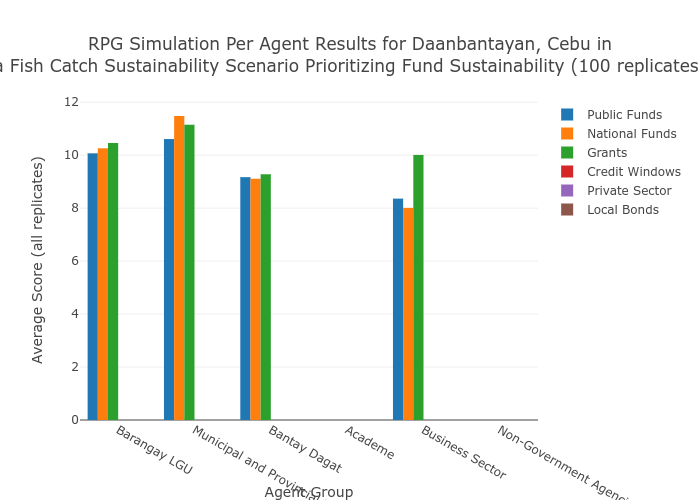 RPG Simulation Per Agent Results for Daanbantayan, Cebu in
a Fish Catch Sustainability Scenario Prioritizing Fund Sustainability (100 replicates
12
10
8
6
4
2
0
Average Score (all replicates)
Barangay LGU
Municipal and Provincial
Bantay Dagat
Academe
Business Sector
Non-Government Agenci
Agent Group
Public Funds
National Funds
Grants
Credit Windows
Private Sector
Local Bonds